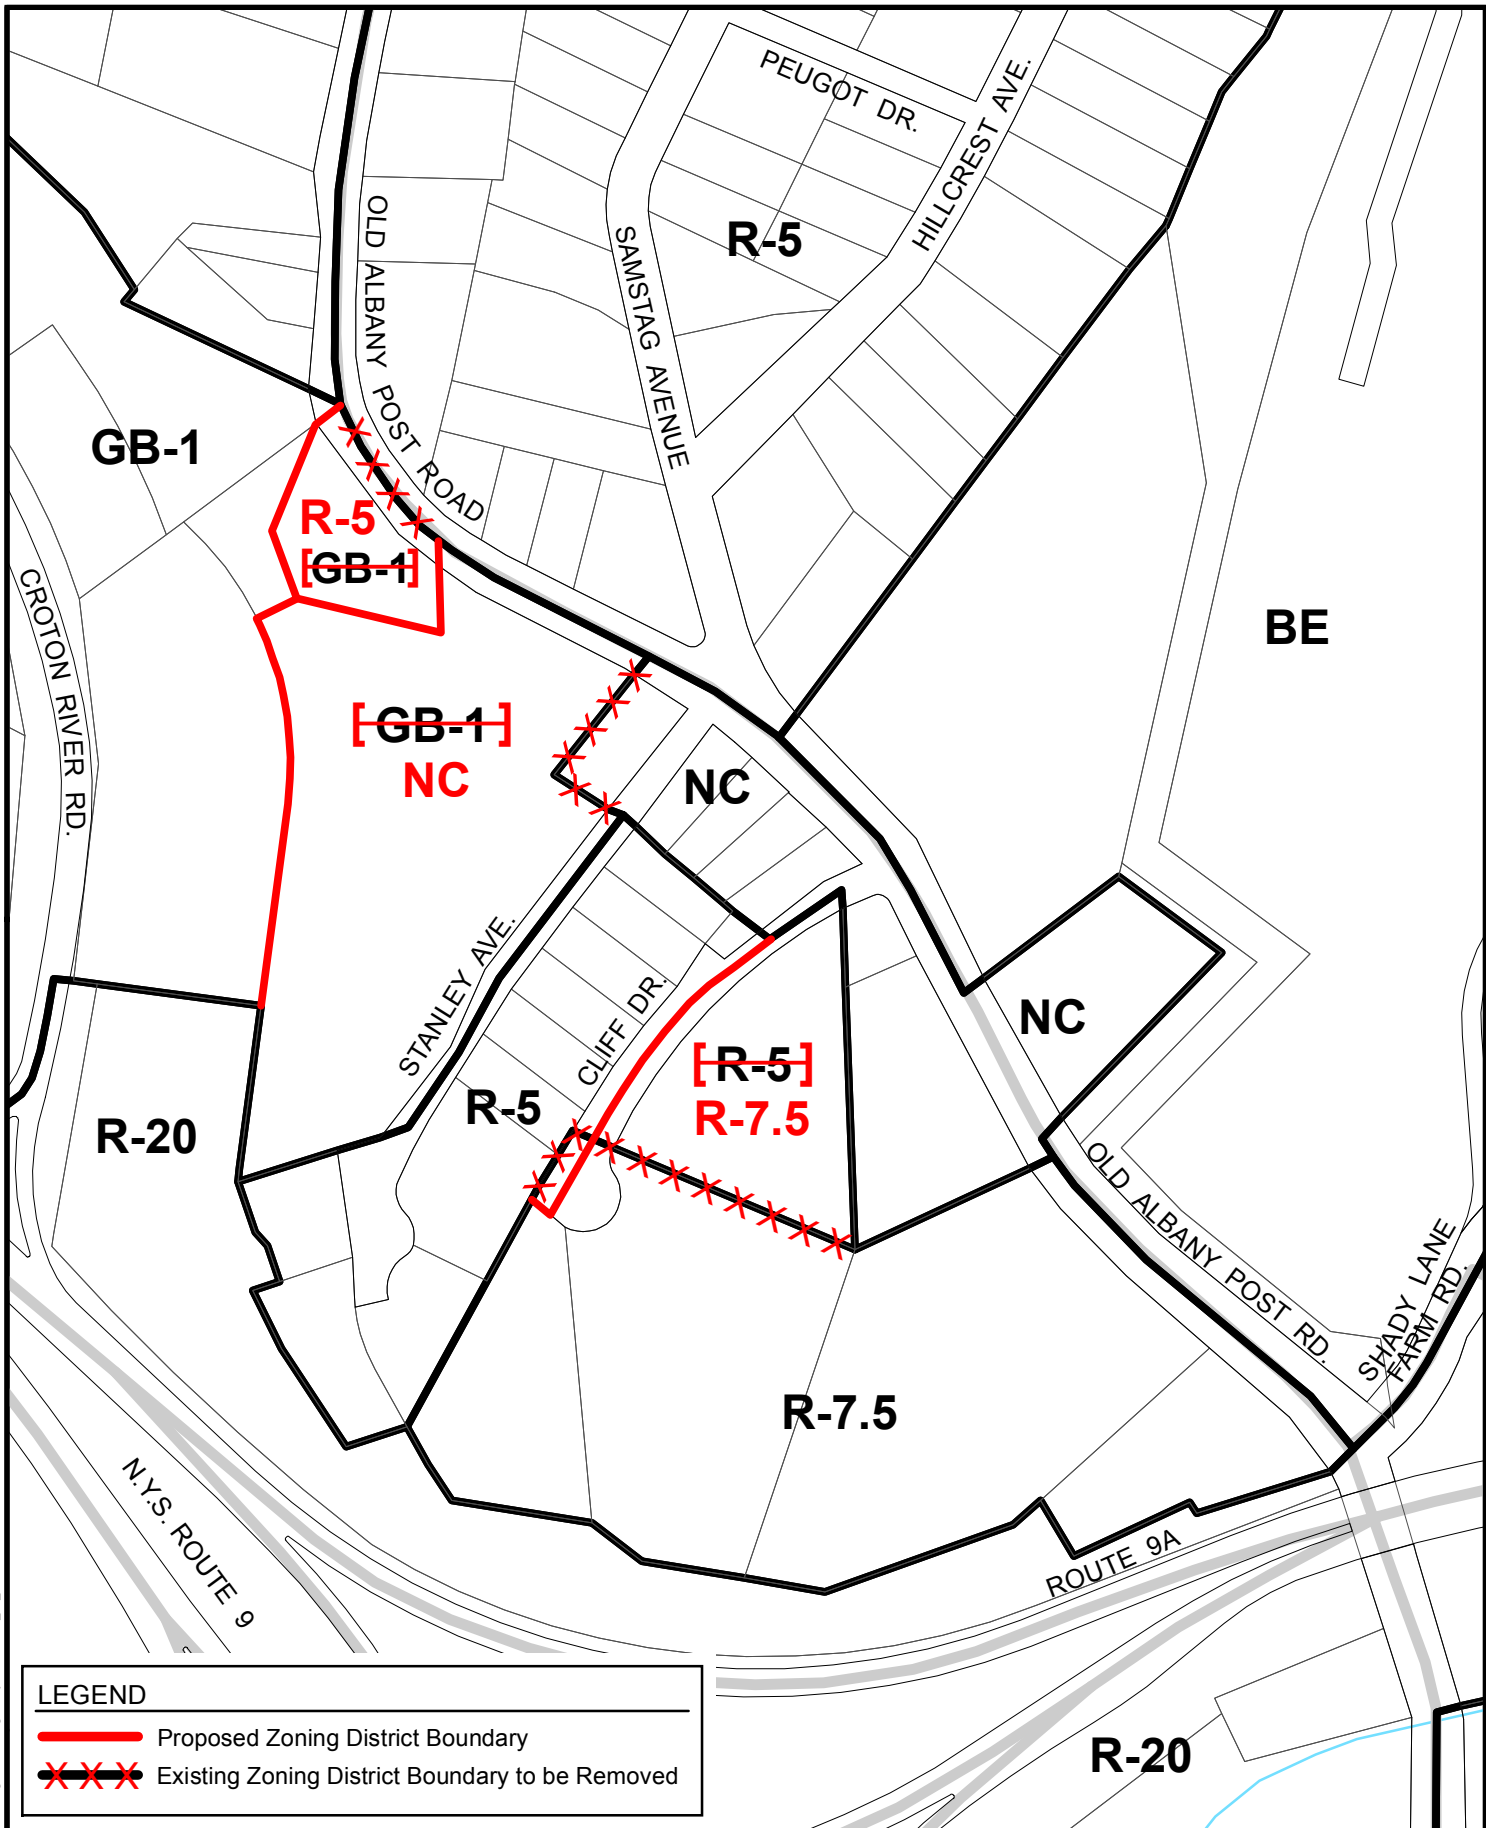 PEUGOT DR.
HILLCREST AVE.
OLD ALBANY POST ROAD
SAMSTAG AVENUE
R-5
GB-1
R-5
[GB-1]
CROTON RIVER RD.
BE
[GB-1]
NC
NC
STANLEY AVE.
CLIFF DR.
NC
[R-5]
R-7.5
R-5
R-20
OLD ALBANY POST RD.
SHADY LANE
FARM RD.
R-7.5
N.Y.S. ROUTE 9
ROUTE 9A
R-20
LEGEND
Proposed Zoning District Boundary
Existing Zoning District Boundary to be Removed